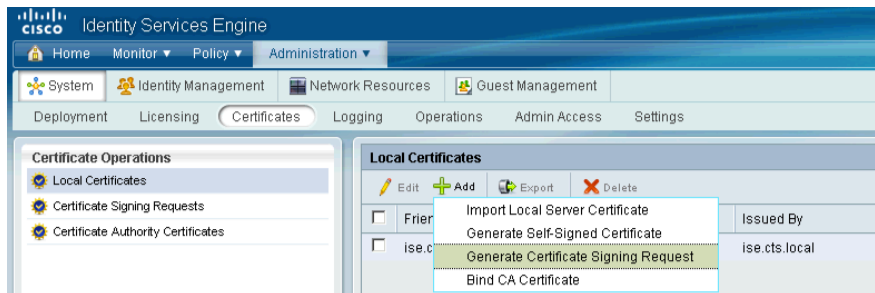 cisco Identity Services Engine
Home Monitor Policy Administration
System Identity Management Network Resources Guest Management
Deployment Licensing Certificates Logging Operations Admin Access Settings
Certificate Operations
Local Certificates
Certificate Signing Requests
Certificate Authority Certificates
Local Certificates
Edit Add Export Delete
Import Local Server Certificate
Generate Self-Signed Certificate
Generate Certificate Signing Request
Bind CA Certificate
Frien Issued By
ise.c ise.cts.local